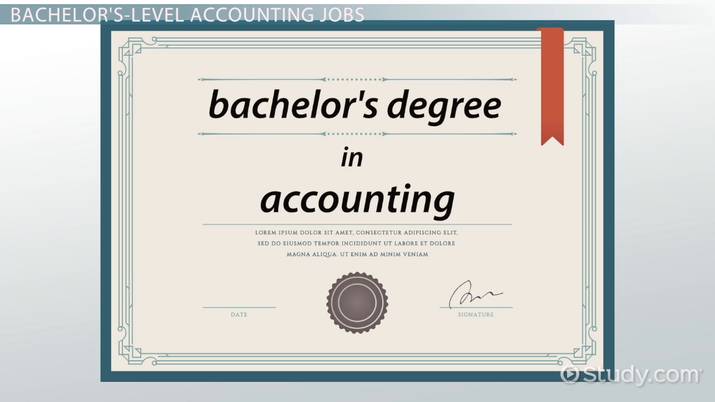 BACHELOR'S-LEVEL ACCOUNTING JOBS
bachelor's degree
in
accounting
LOREM IPSUM DOLOR SIT AMET, CONSECTETUR ADIPISCING ELIT,
SED DO EIUSMOD TEMPOR INCIDIDUNT UT LABORE ET DOLORE
MAGNA ALIQUA. UT ENIM AD MINIM VENIAM
DATE
SIGNATURE
Study.com